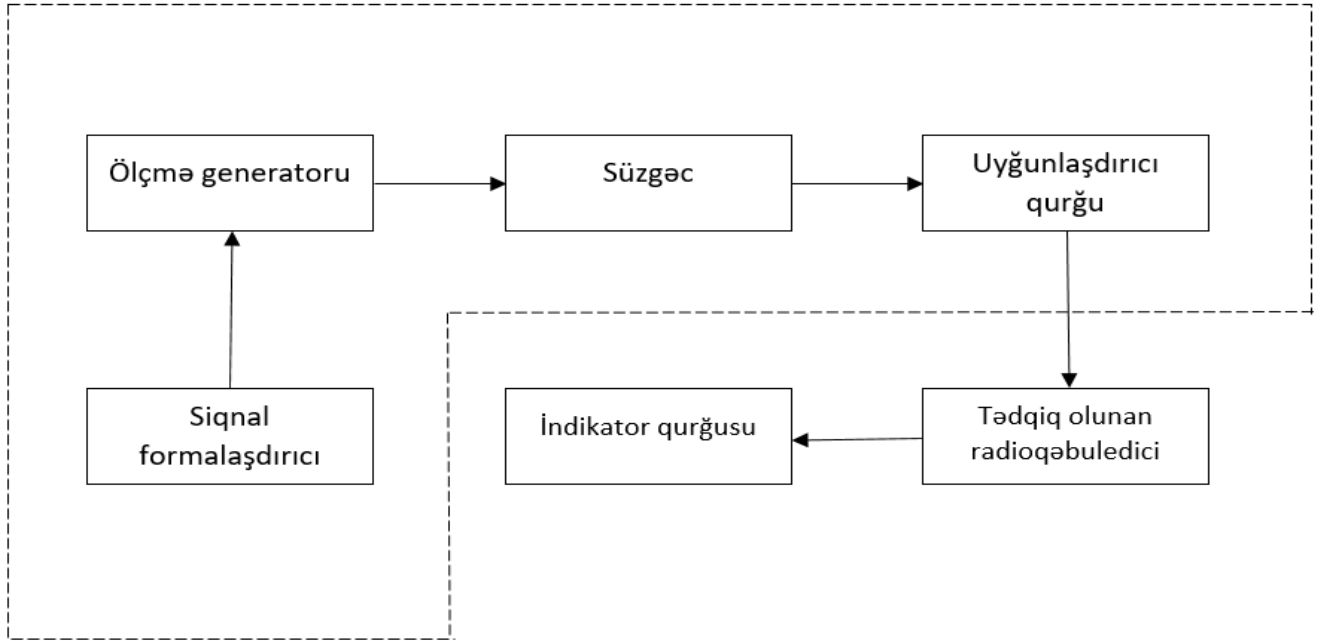 Ölçmə generatoru
Süzgəc
Uyğunlaşdırıcı
qurğu
Siqnal
formalaşdırıcı
İndikator qurğusu
Tədqiq olunan
radioqəbuledici